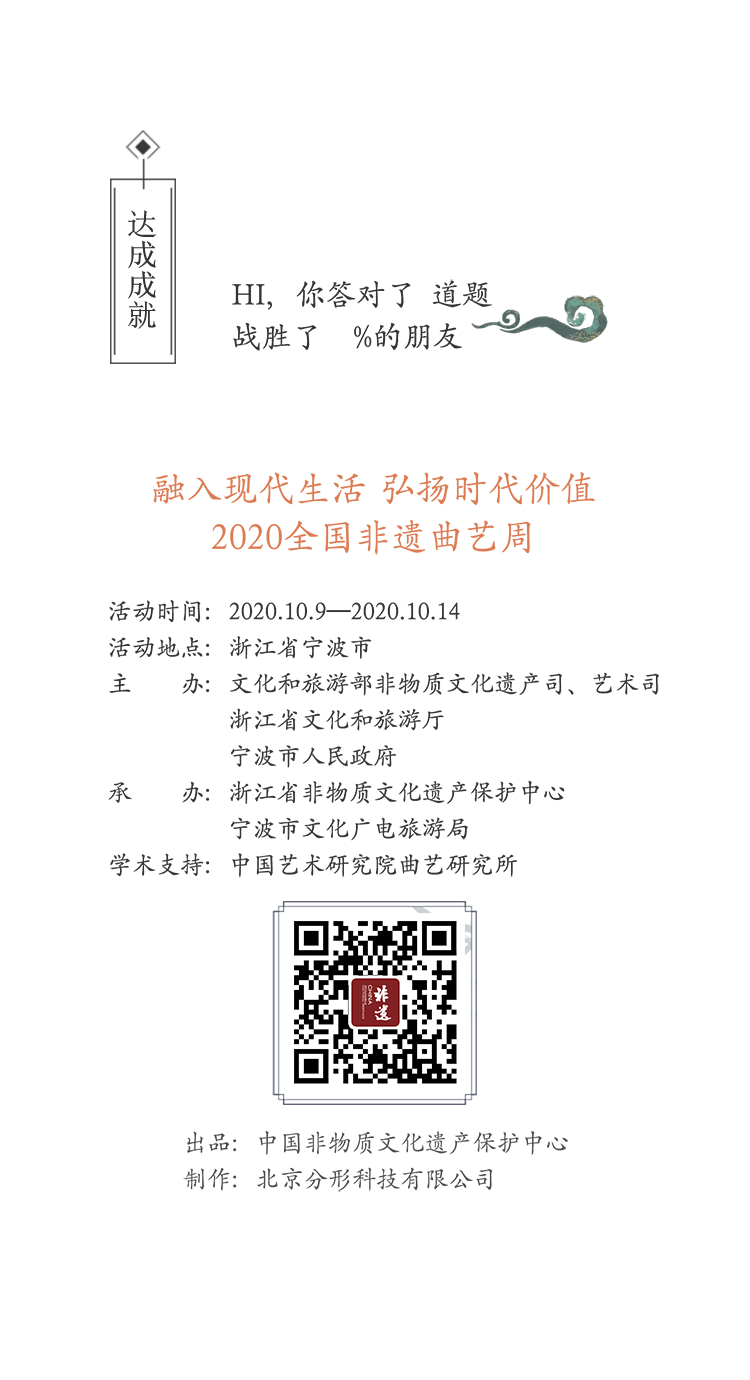 达成成就
HI, 你答对了 道题
战胜了 %的朋友
融入现代生活 弘扬时代价值
2020全国非遗曲艺周
活动时间: 2020.10.9—2020.10.14
活动地点: 浙江省宁波市
主 办: 文化和旅游部非物质文化遗产司、艺术司
浙江省文化和旅游厅
宁波市人民政府
承 办: 浙江省非物质文化遗产保护中心
宁波市文化广电旅游局
学术支持: 中国艺术研究院曲艺研究所
非遗
CHINA
出品: 中国非物质文化遗产保护中心
制作: 北京分形科技有限公司